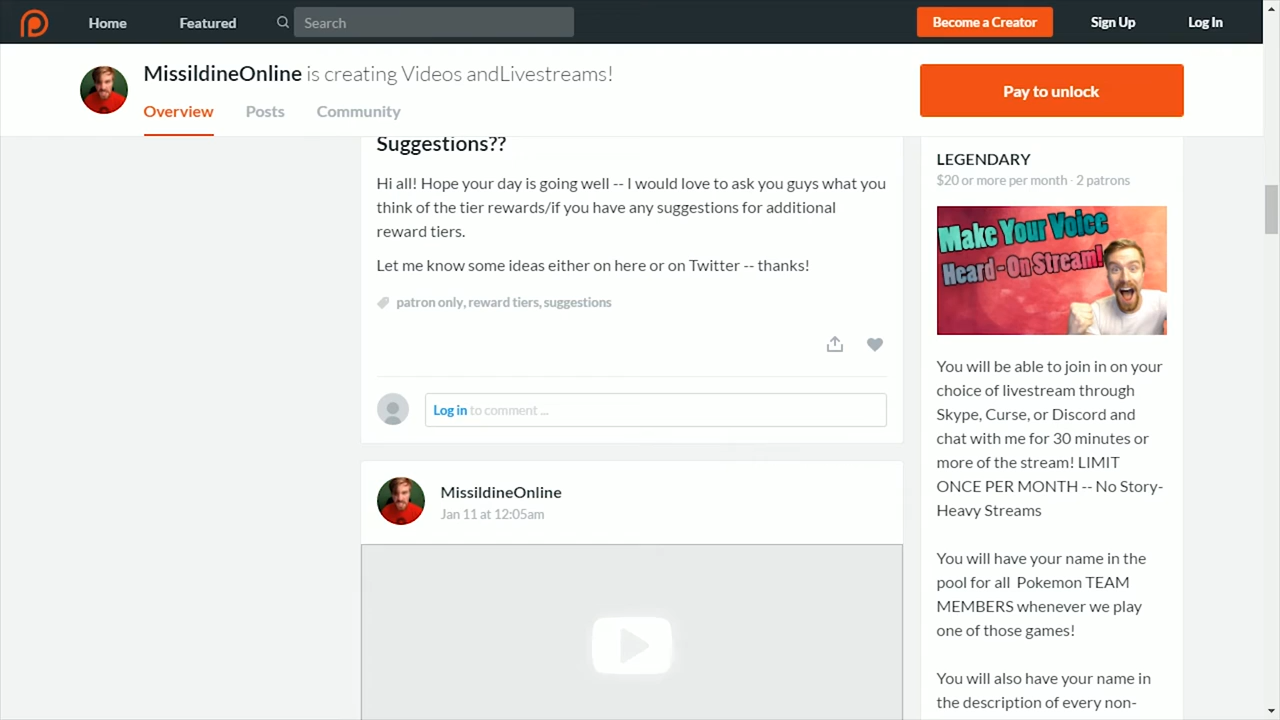 Home
Featured
Search
Become a Creator
Sign Up
Log In
MissildineOnline is creating Videos andLivestreams!
Overview
Posts
Community
Pay to unlock
Suggestions??
Hi all! Hope your day is going well -- I would love to ask you guys what you
think of the tier rewards/if you have any suggestions for additional
reward tiers.
Let me know some ideas either on here or on Twitter -- thanks!
patron only, reward tiers, suggestions
Log in to comment ...
MissildineOnline
Jan 11 at 12:05am
LEGENDARY
$20 or more per month · 2 patrons
Make Your Voice
Heard - On Stream!
You will be able to join in on your
choice of livestream through
Skype, Curse, or Discord and
chat with me for 30 minutes or
more of the stream! LIMIT
ONCE PER MONTH -- No Story-
Heavy Streams
You will have your name in the
pool for all Pokemon TEAM
MEMBERS whenever we play
one of those games!
You will also have your name in
the description of every non-